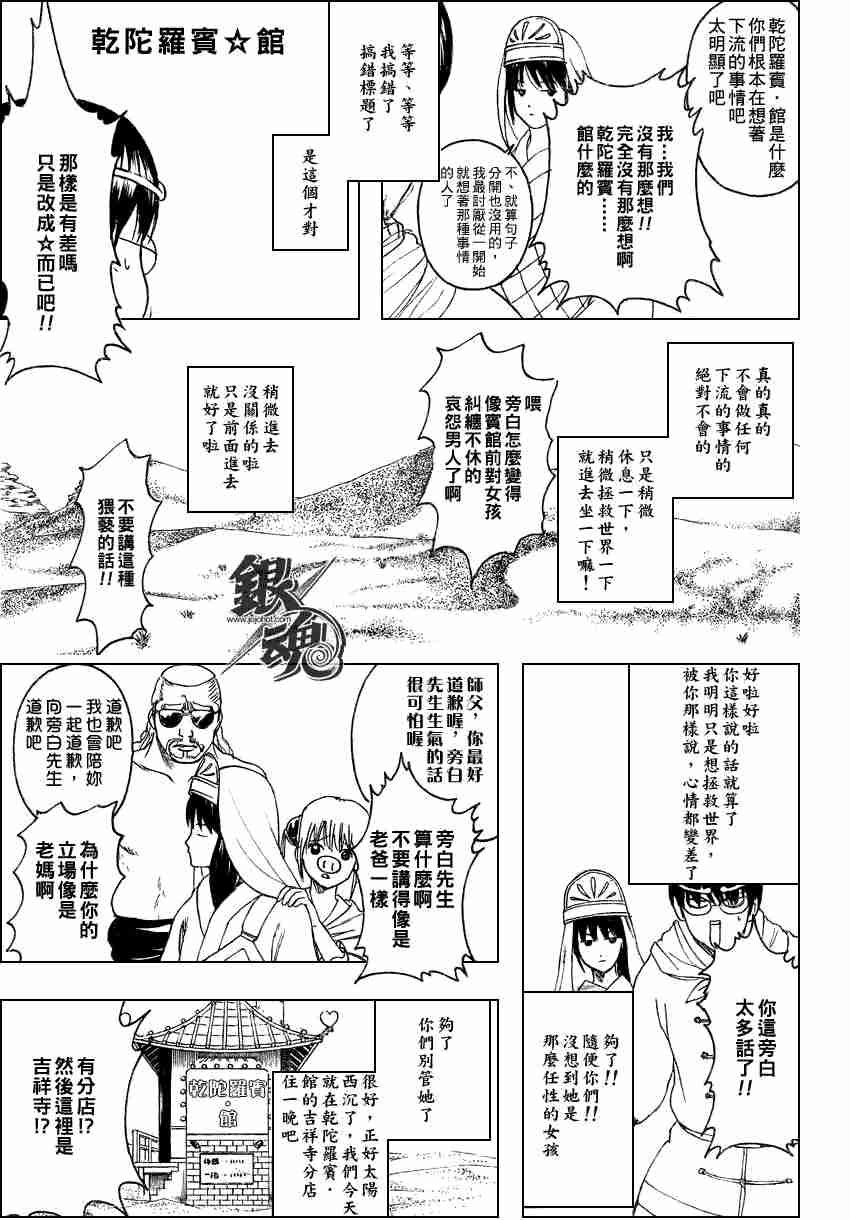 乾陀羅賓・館是什麼
你們根本在想著
下流的事情吧
太明顯了吧
我…我們
沒有那麼想!!
完全沒有那麼想啊
乾陀羅賓……
館什麼的
不、就算句子
分開也沒用的，
我最討厭從一開始
就想著那種事情
的人了
等等、等等
我搞錯了
搞錯標題了
是這個才對
乾陀羅賓☆館
那樣是有差嗎
只是改成☆而已吧!!
真的真的
不會做任何
下流的事情的
絕對不會的
只是稍微
休息一下，
稍微拯救世界一下
就進去坐一下嘛！
喂
旁白怎麼變得
像賓館前對女孩
糾纏不休的
哀怨男人了啊
稍微進去
沒關係的啦
只是前面進去
就好了啦
不要講這種
猥褻的話!!
銀魂
www.jojohot.com
好啦好啦
你這樣說的話就算了
我明明只是想拯救世界，
被你那樣說，心情都變差了
你這旁白
太多話了!!
夠了!!
隨便你們!!
沒想到她是
那麼任性的女孩
師父，你最好
道歉喔，旁白
先生生氣的話
很可怕喔
旁白先生
算什麼啊
不要講得像是
老爸一樣
道歉吧
我也會陪妳
一起道歉，
向旁白先生
道歉吧
為什麼你的
立場像是
老媽啊
夠了
你們別管她了
很好，正好太陽
西沉了，我們今天
就在乾陀羅賓・
館的吉祥寺分店
住一晚吧
乾陀羅賓
・
館
有分店!?
然後這裡是
吉祥寺!?